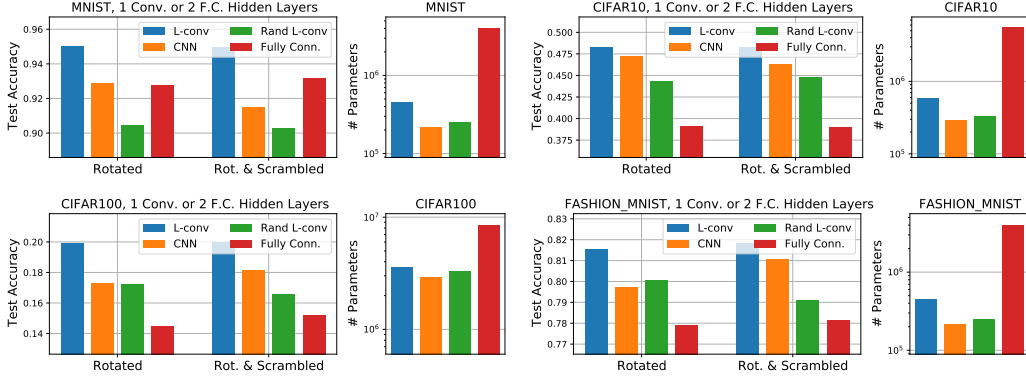 MNIST, 1 Conv. or 2 F.C. Hidden Layers
Test Accuracy
0.96
0.94
0.92
0.90
L-conv
CNN
Rand L-conv
Fully Conn.
Rotated
Rot. & Scrambled
MNIST
# Parameters
10^6
10^5
CIFAR10, 1 Conv. or 2 F.C. Hidden Layers
Test Accuracy
0.500
0.475
0.450
0.425
0.400
0.375
L-conv
CNN
Rand L-conv
Fully Conn.
Rotated
Rot. & Scrambled
CIFAR10
# Parameters
10^6
10^5
CIFAR100, 1 Conv. or 2 F.C. Hidden Layers
Test Accuracy
0.20
0.18
0.16
0.14
L-conv
CNN
Rand L-conv
Fully Conn.
Rotated
Rot. & Scrambled
CIFAR100
# Parameters
10^7
10^6
FASHION_MNIST, 1 Conv. or 2 F.C. Hidden Layers
Test Accuracy
0.83
0.82
0.81
0.80
0.79
0.78
0.77
L-conv
CNN
Rand L-conv
Fully Conn.
Rotated
Rot. & Scrambled
FASHION_MNIST
# Parameters
10^6
10^5